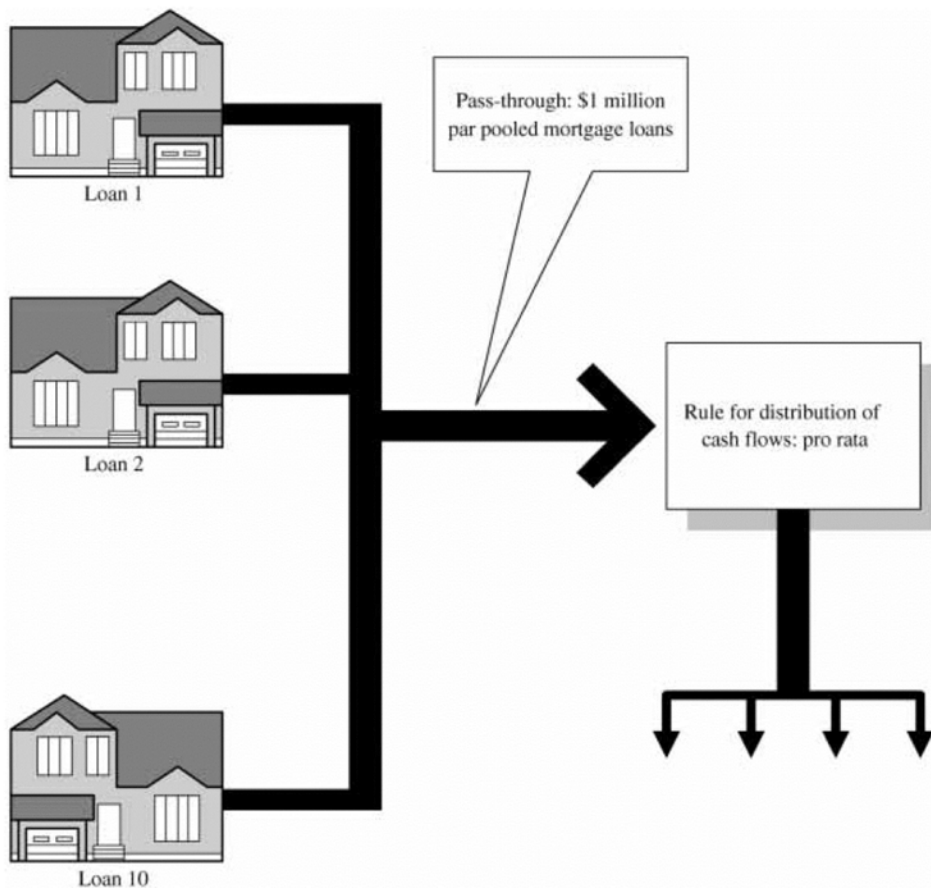 Loan 1
Pass-through: $1 million
par pooled mortgage loans
Loan 2
Rule for distribution of
cash flows: pro rata
Loan 10